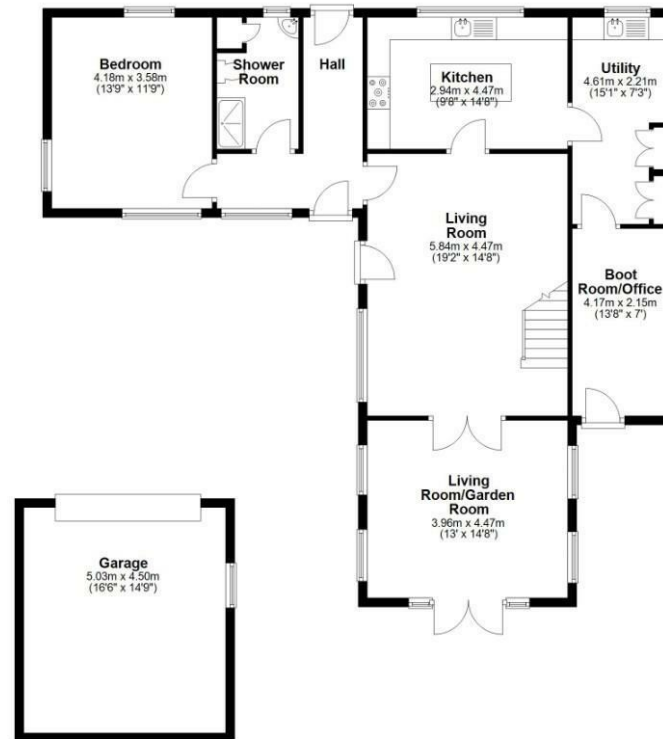 Bedroom
4.18m x 3.58m
(13'9" x 11'9")
Shower
Room
Hall
Kitchen
2.94m x 4.47m
(9'8" x 14'8")
Utility
4.61m x 2.21m
(15'1" x 7'3")
Living
Room
5.84m x 4.47m
(19'2" x 14'8")
Boot
Room/Office
4.17m x 2.15m
(13'8" x 7')
Living
Room/Garden
Room
3.96m x 4.47m
(13' x 14'8")
Garage
5.03m x 4.50m
(16'6" x 14'9")